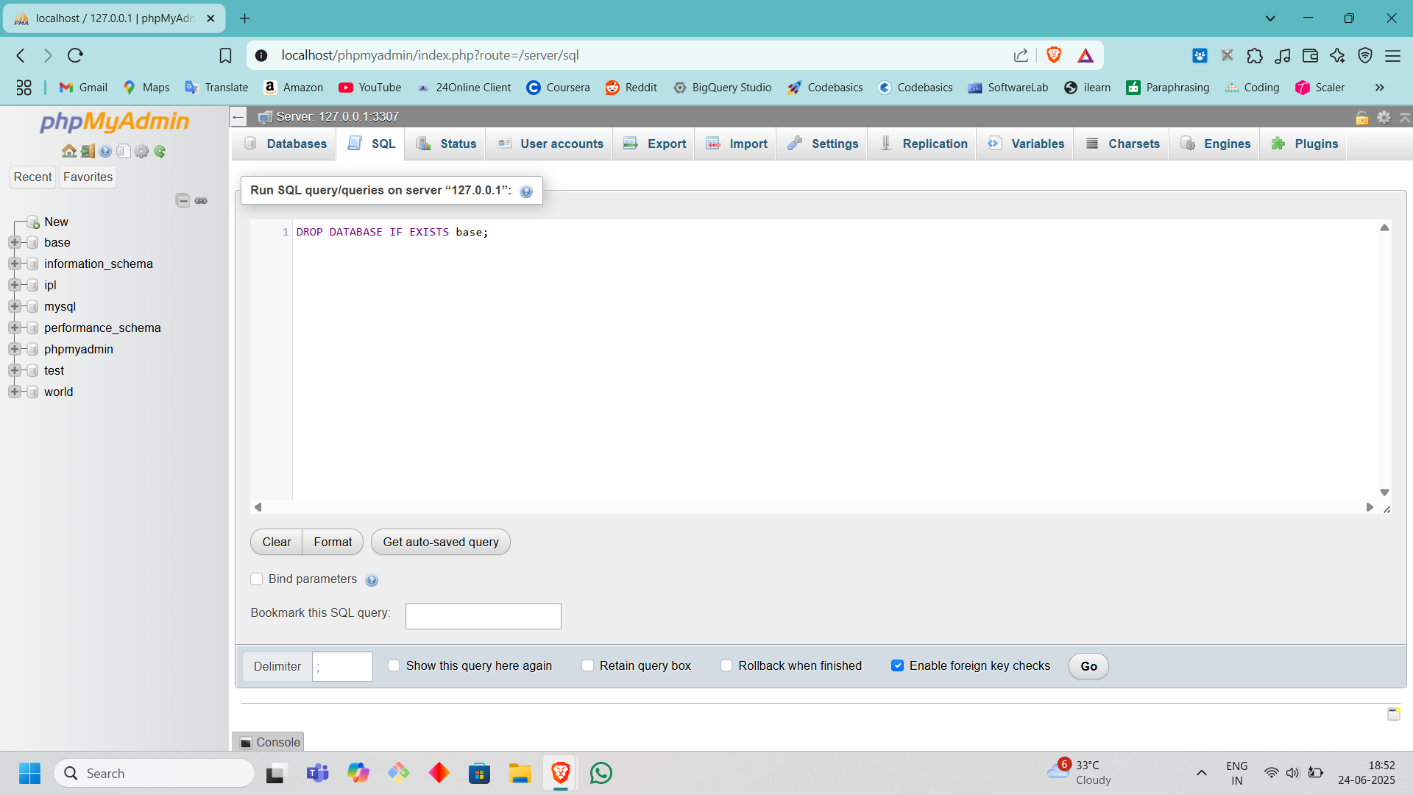 localhost / 127.0.0.1 | phpMyAdn
localhost/phpmyadmin/index.php?route=/server/sql
Gmail Maps Translate Amazon YouTube 24Online Client Coursera Reddit BigQuery Studio Codebasics Codebasics SoftwareLab ilearn Paraphrasing Coding Scaler »
phpMyAdmin
Server: 127.0.0.1:3307
Databases SQL Status User accounts Export Import Settings Replication Variables Charsets Engines Plugins
Recent Favorites
New
base
information_schema
ipl
mysql
performance_schema
phpmyadmin
test
world
Run SQL query/queries on server “127.0.0.1”:
1 DROP DATABASE IF EXISTS base;
Clear Format Get auto-saved query
Bind parameters
Bookmark this SQL query:
Delimiter ; Show this query here again Retain query box Rollback when finished Enable foreign key checks Go
Console
Search
6
33°C
Cloudy
ENG
IN
18:52
24-06-2025